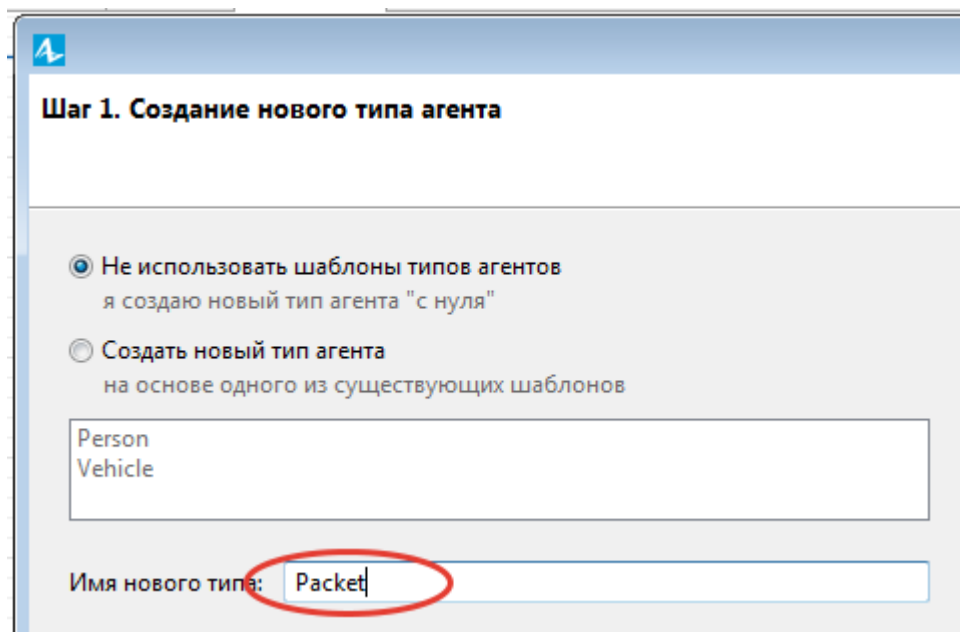 Шаг 1. Создание нового типа агента
Не использовать шаблоны типов агентов
я создаю новый тип агента "с нуля"
Создать новый тип агента
на основе одного из существующих шаблонов
Person
Vehicle
Имя нового типа: Packet